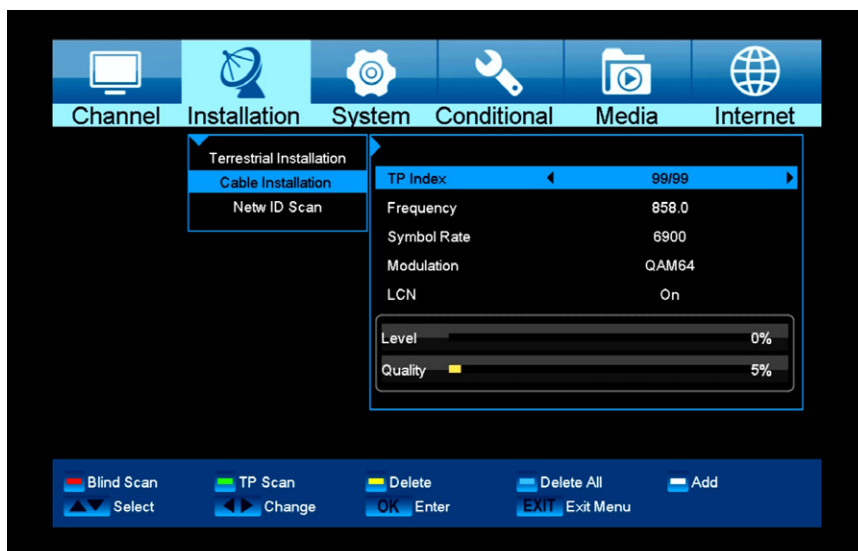 Channel Installation System Conditional Media Internet
Terrestrial Installation
Cable Installation
Netw ID Scan
TP Index 99/99
Frequency 858.0
Symbol Rate 6900
Modulation QAM64
LCN On
Level 0%
Quality 5%
Blind Scan TP Scan Delete Delete All Add
Select Change OK Enter EXIT Exit Menu